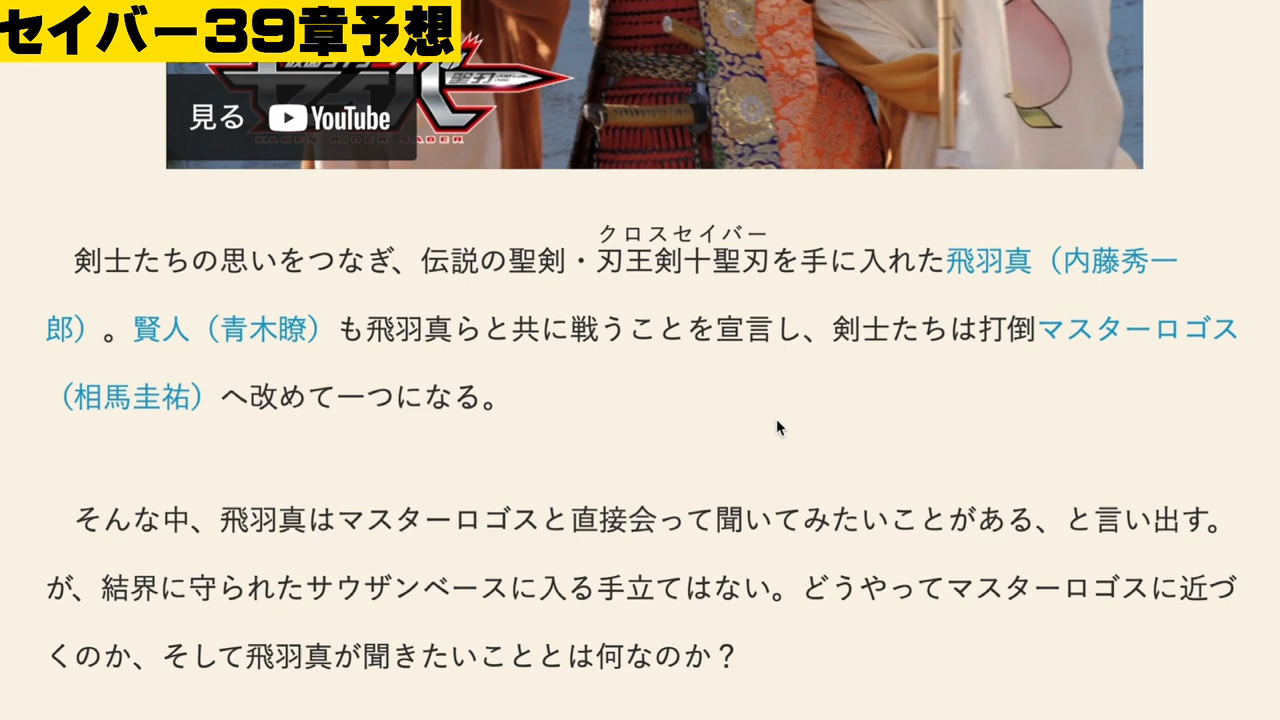 セイバー39章予想
聖刃
KAMEN RIDER SABER
見る YouTube
クロスセイバー
剣士たちの思いをつなぎ、伝説の聖剣・刃王剣十聖刃を手に入れた飛羽真（内藤秀一
郎）。賢人（青木瞭）も飛羽真らと共に戦うことを宣言し、剣士たちは打倒マスターロゴス
（相馬圭祐）へ改めて一つになる。
そんな中、飛羽真はマスターロゴスと直接会って聞いてみたいことがある、と言い出す。
が、結界に守られたサウザンベースに入る手立てはない。どうやってマスターロゴスに近づ
くのか、そして飛羽真が聞きたいこととは何なのか？